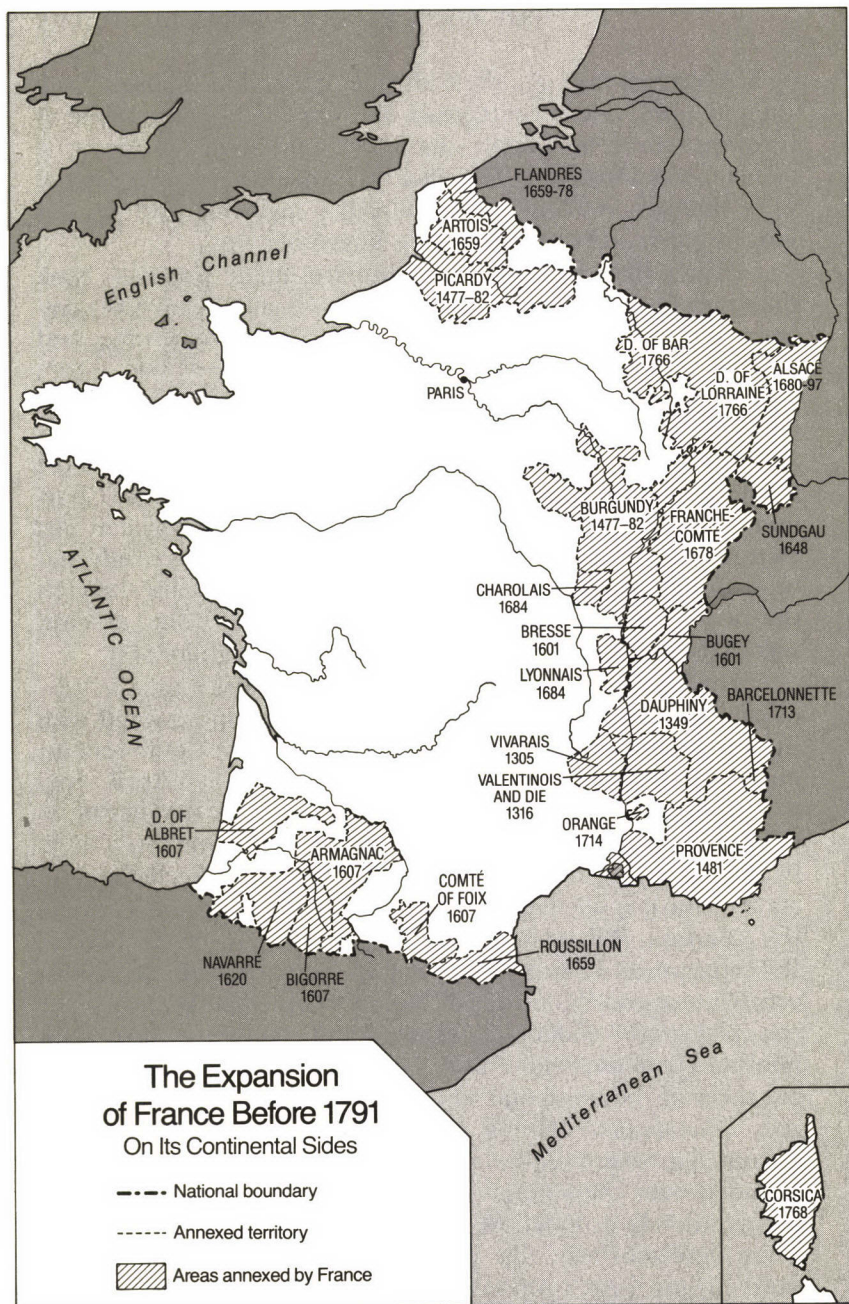 FLANDRES
1659-78
ARTOIS
1659
PICARDY
1477–82
English Channel
D. OF BAR
1766
D. OF
LORRAINE
1766
ALSACE
1680-97
PARIS
BURGUNDY
1477–82
FRANCHE-
COMTÉ
1678
SUNDGAU
1648
ATLANTIC OCEAN
CHAROLAIS
1684
BRESSE
1601
BUGEY
1601
LYONNAIS
1684
DAUPHINY
1349
BARCELONNETTE
1713
VIVARAIS
1305
VALENTINOIS
AND DIE
1316
D. OF
ALBRET
1607
ORANGE
1714
ARMAGNAC
1607
PROVENCE
1481
COMTÉ
OF FOIX
1607
ROUSSILLON
1659
NAVARRE
1620
BIGORRE
1607
Mediterranean Sea
CORSICA
1768
The Expansion
of France Before 1791
On Its Continental Sides
National boundary
Annexed territory
Areas annexed by France